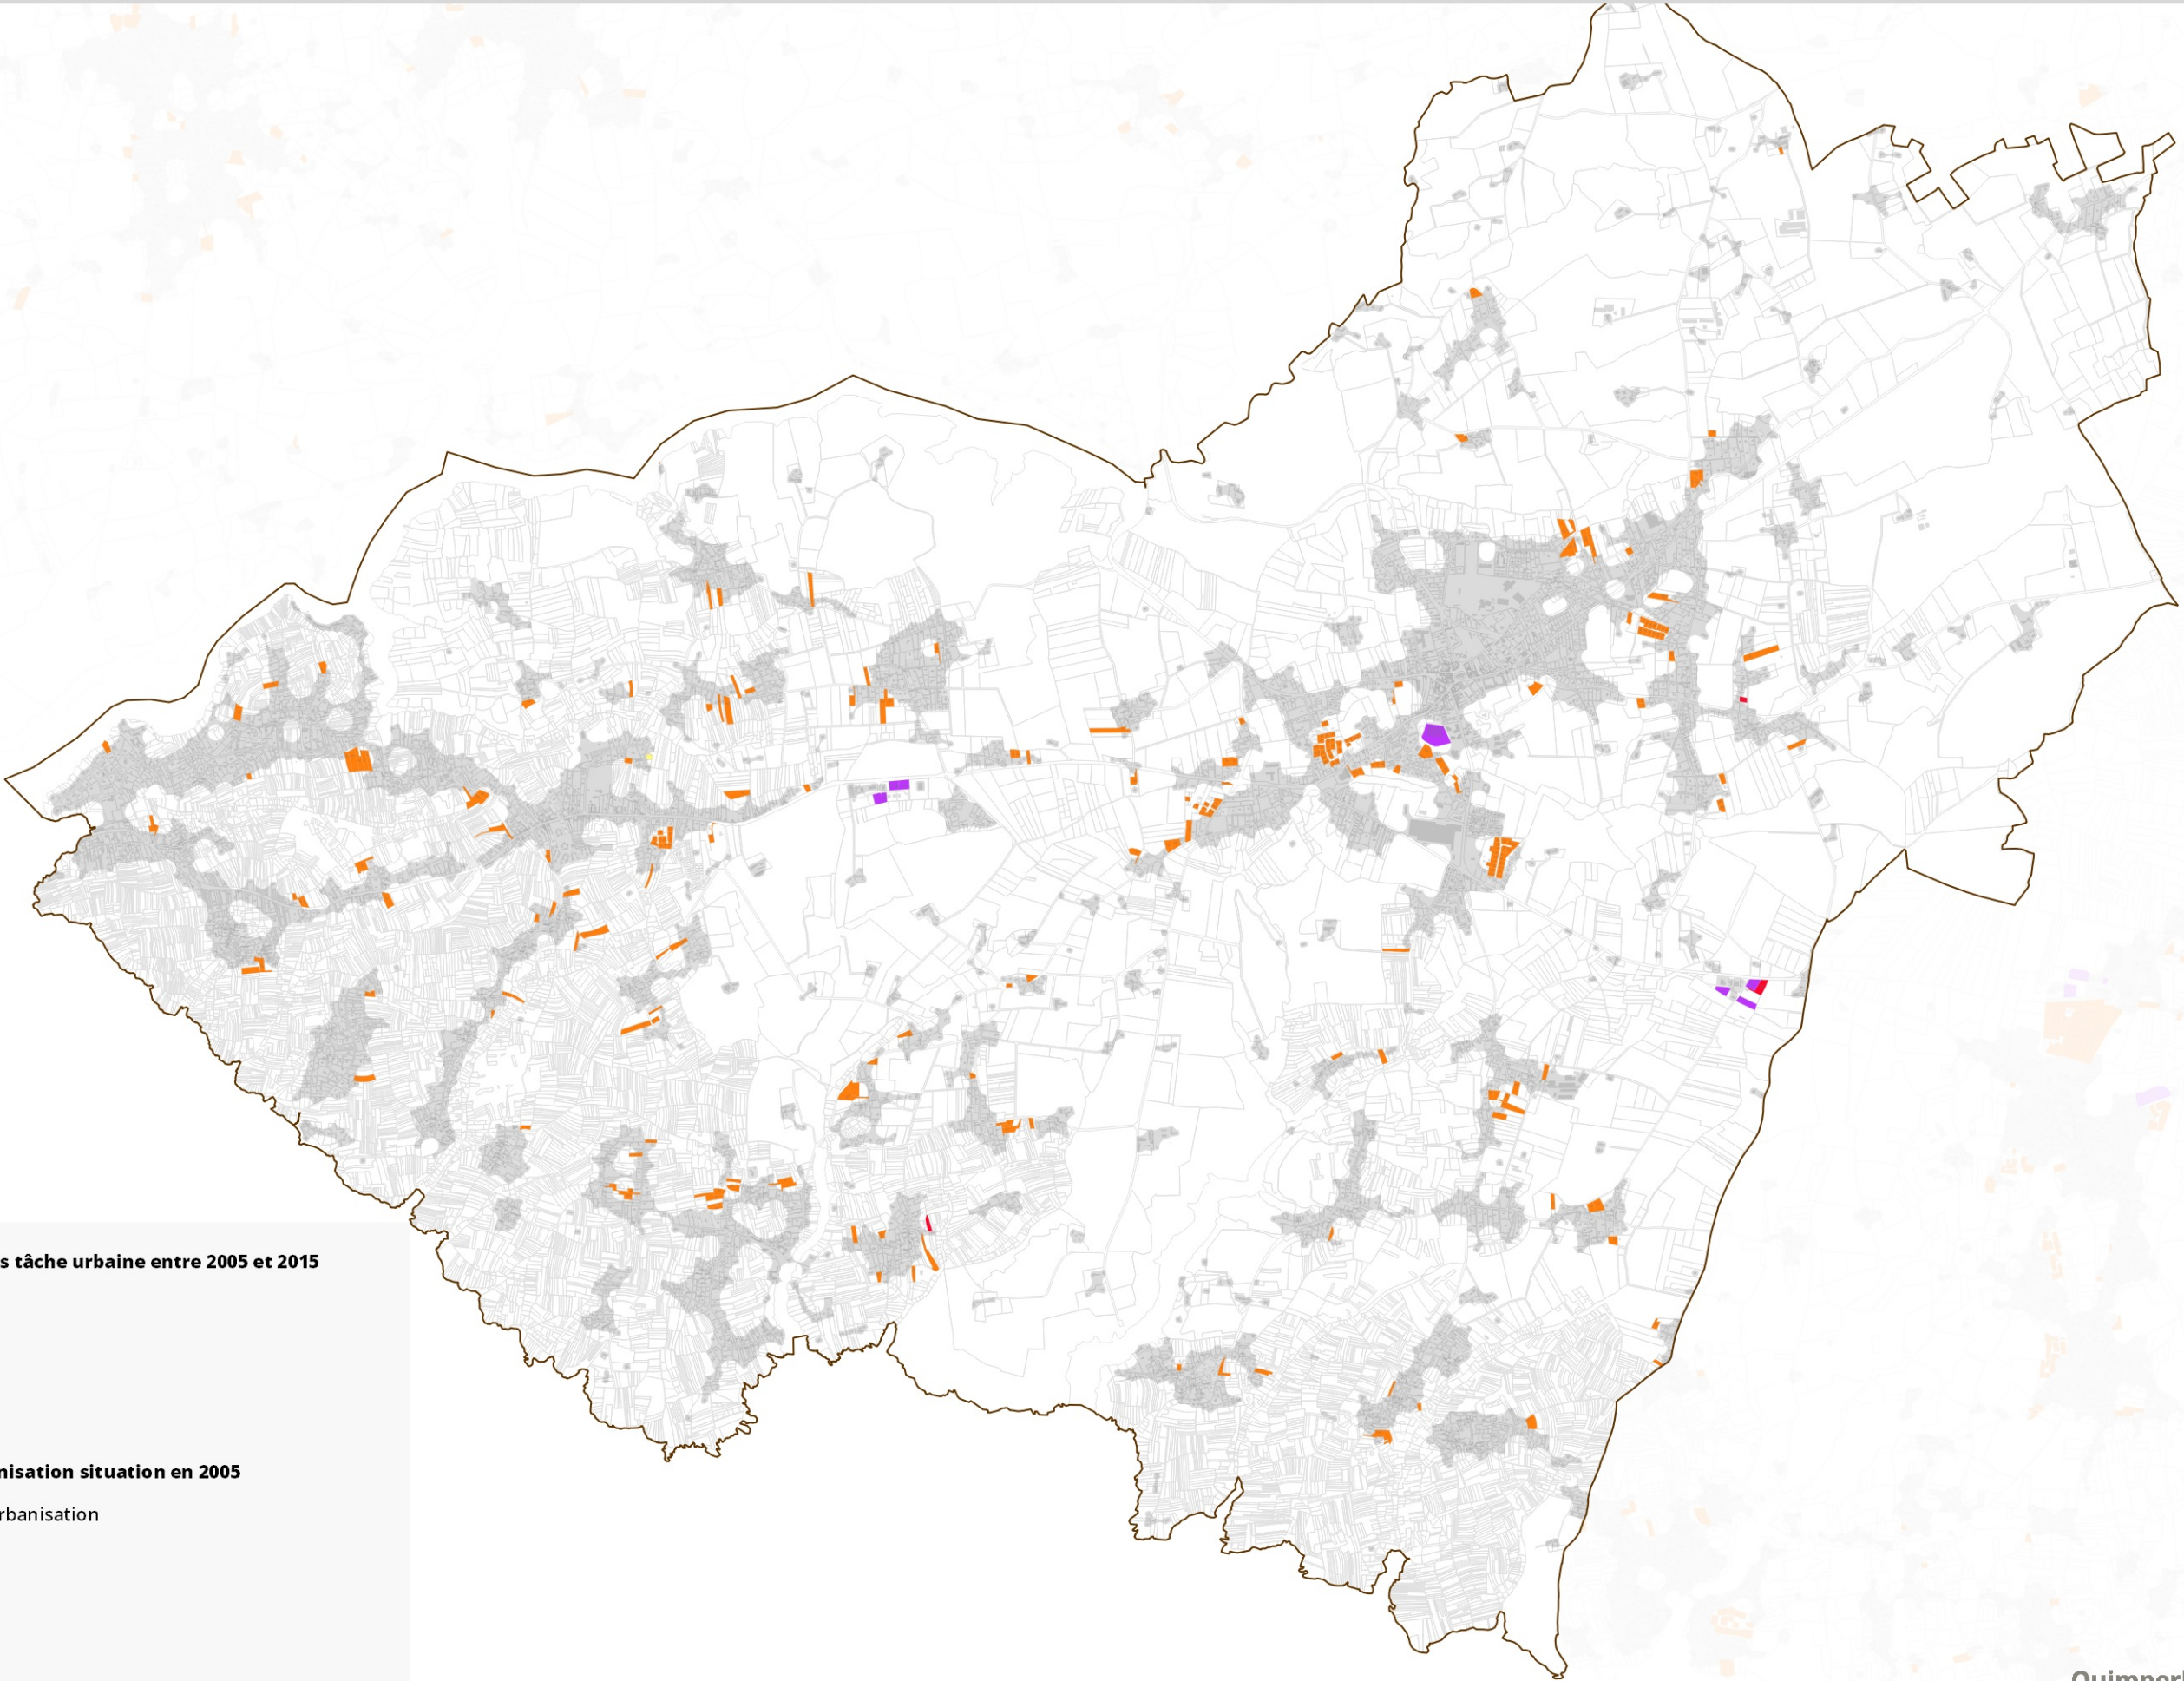 s tâche urbaine entre 2005 et 2015
nisation situation en 2005
rbanisation